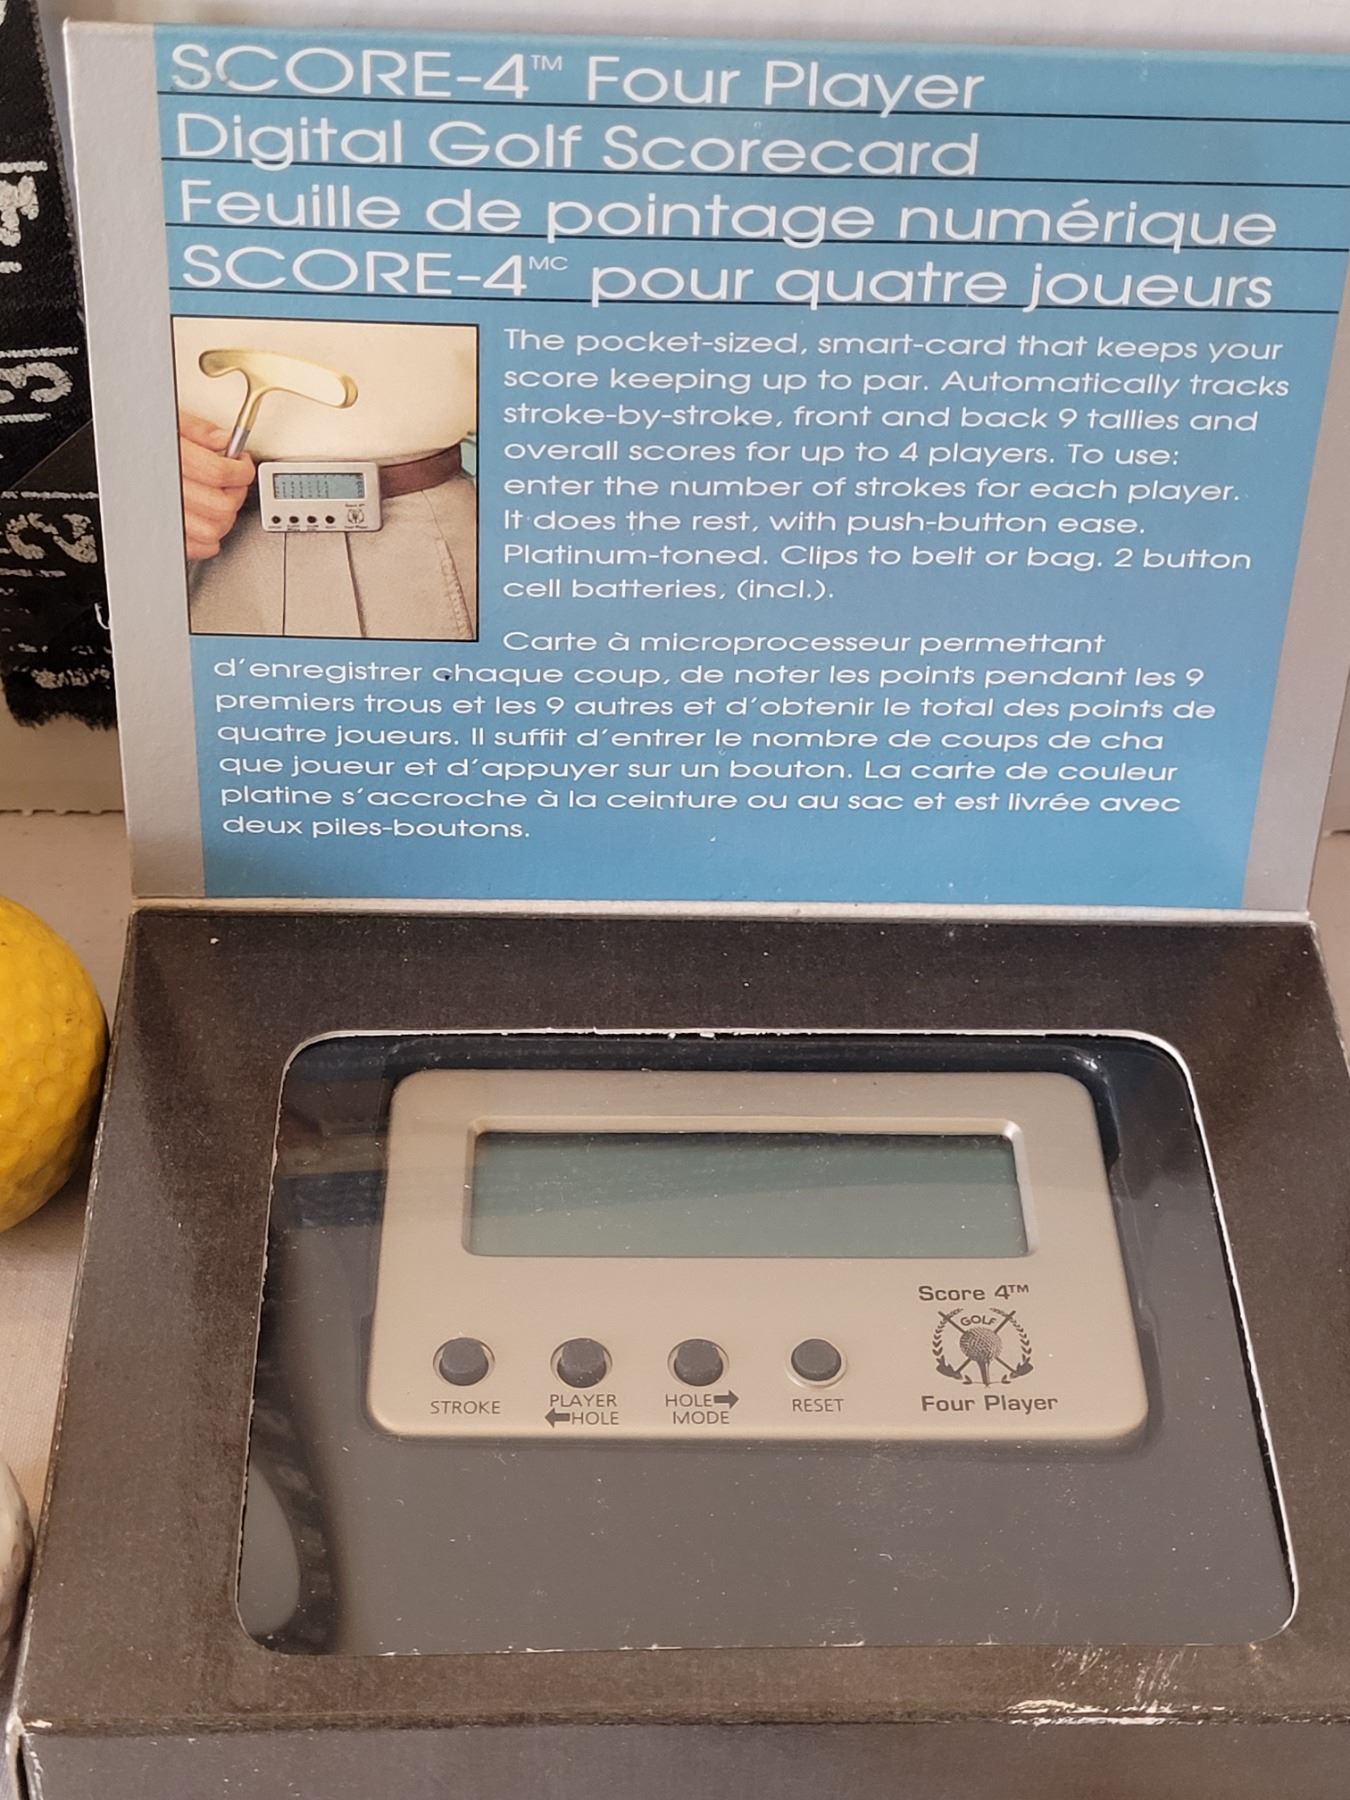 SCORE-4™ Four Player
Digital Golf Scorecard
Feuille de pointage numérique
SCORE-4MC pour quatre joueurs
The pocket-sized, smart-card that keeps your
score keeping up to par. Automatically tracks
stroke-by-stroke, front and back 9 tallies and
overall scores for up to 4 players. To use:
enter the number of strokes for each player.
It does the rest, with push-button ease.
Platinum-toned. Clips to belt or bag. 2 button
cell batteries, (incl.).
Carte à microprocesseur permettant
d'enregistrer chaque coup, de noter les points pendant les 9
premiers trous et les 9 autres et d'obtenir le total des points de
quatre joueurs. Il suffit d'entrer le nombre de coups de cha
que joueur et d'appuyer sur un bouton. La carte de couleur
platine s'accroche à la ceinture ou au sac et est livrée avec
deux piles-boutons.
Score 4™
GOLF
Four Player
STROKE
PLAYER
⬅HOLE
HOLE➡
MODE
RESET